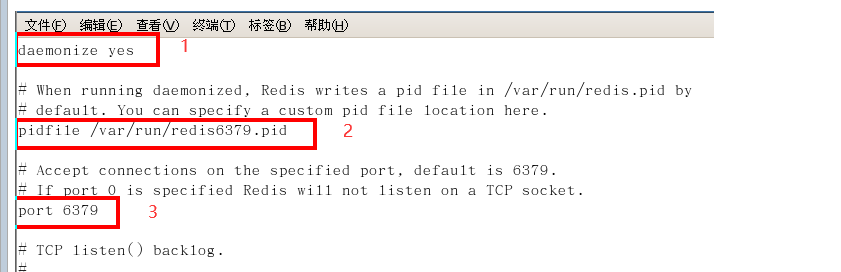 文件(F) 编辑(E) 查看(V) 终端(T) 标签(B) 帮助(H)
daemonize yes 1
# When running daemonized, Redis writes a pid file in /var/run/redis.pid by
# default. You can specify a custom pid file location here.
pidfile /var/run/redis6379.pid 2
# Accept connections on the specified port, default is 6379.
# If port 0 is specified Redis will not listen on a TCP socket.
port 6379 3
# TCP listen() backlog.
#